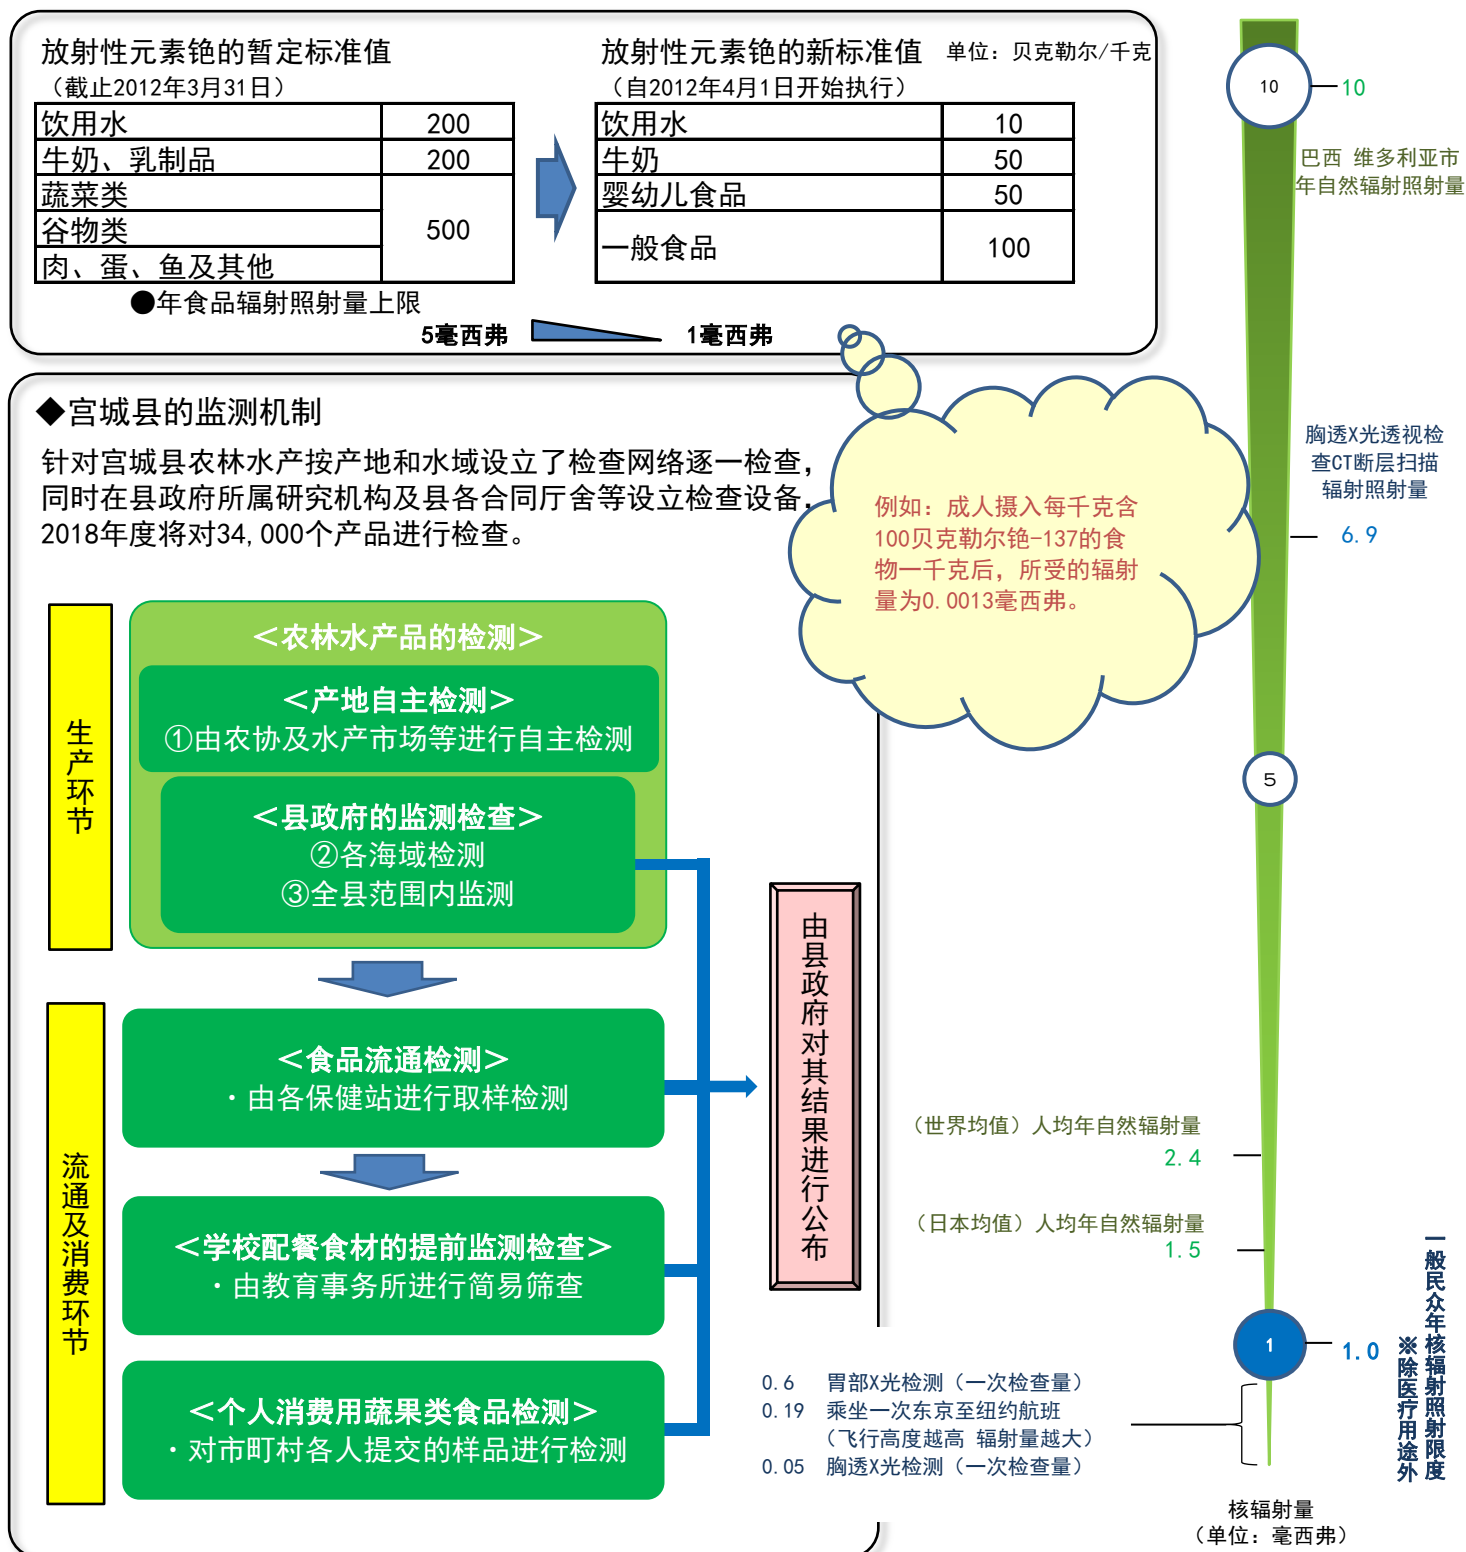 放射性元素铯的暂定标准值
（截止2012年3月31日）
饮用水 200
牛奶、乳制品 200
蔬菜类
谷物类 500
肉、蛋、鱼及其他
放射性元素铯的新标准值 单位：贝克勒尔/千克
（自2012年4月1日开始执行）
饮用水 10
牛奶 50
婴幼儿食品 50
一般食品 100
●年食品辐射照射量上限
5毫西弗 1毫西弗
◆宫城县的监测机制
针对宫城县农林水产按产地和水域设立了检查网络逐一检查，
同时在县政府所属研究机构及县各合同厅舍等设立检查设备，
2018年度将对34,000个产品进行检查。
例如：成人摄入每千克含
100贝克勒尔铯-137的食
物一千克后，所受的辐射
量为0.0013毫西弗。
生产环节
＜农林水产品的检测＞
＜产地自主检测＞
①由农协及水产市场等进行自主检测
＜县政府的监测检查＞
②各海域检测
③全县范围内监测
流通及消费环节
＜食品流通检测＞
・由各保健站进行取样检测
＜学校配餐食材的提前监测检查＞
・由教育事务所进行简易筛查
＜个人消费用蔬果类食品检测＞
・对市町村各人提交的样品进行检测
由县政府对其结果进行公布
10 10
巴西 维多利亚市
年自然辐射照射量
胸透X光透视检
查CT断层扫描
辐射照射量
6.9
5
（世界均值）人均年自然辐射量
2.4
（日本均值）人均年自然辐射量
1.5
1 1.0
一般民众年核辐射照射限度
※除医疗用途外
0.6 胃部X光检测（一次检查量）
0.19 乘坐一次东京至纽约航班
（飞行高度越高 辐射量越大）
0.05 胸透X光检测（一次检查量）
核辐射量
（单位：毫西弗）